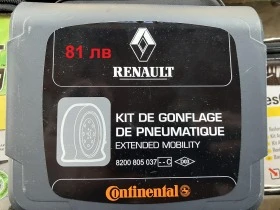 81 лв
RENAULT
KIT DE GONFLAGE
DE PNEUMATIQUE
EXTENDED MOBILITY
8200 805 037 --C
Continental